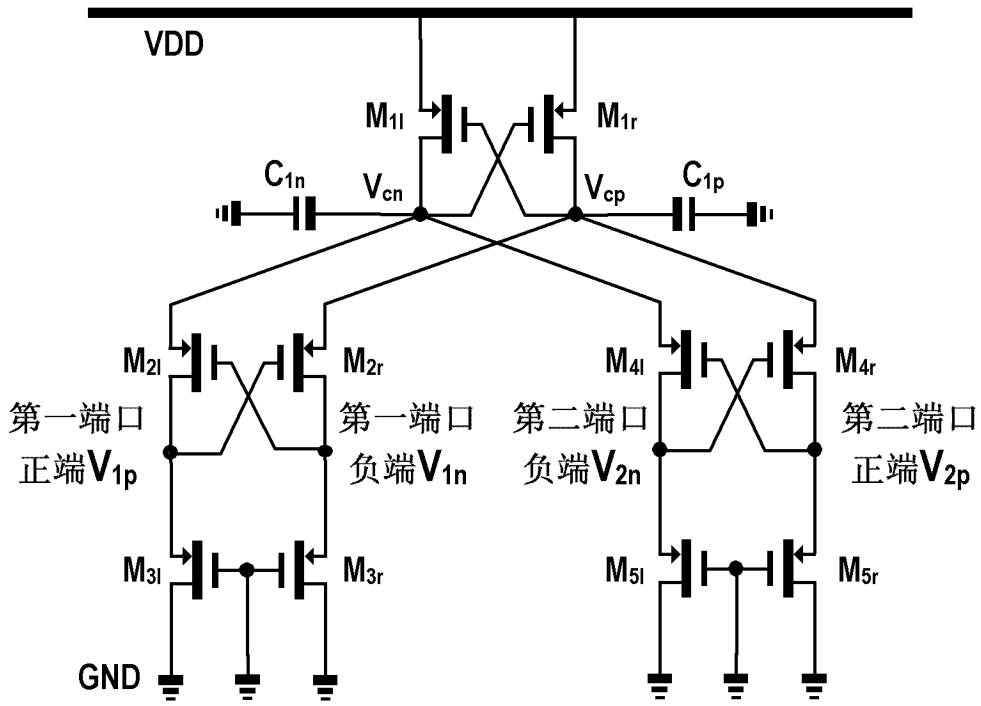 VDD
M1l
M1r
C1n
Vcn
Vcp
C1p
M2l
M2r
M4l
M4r
第一端口
正端V1p
第一端口
负端V1n
第二端口
负端V2n
第二端口
正端V2p
M3l
M3r
M5l
M5r
GND